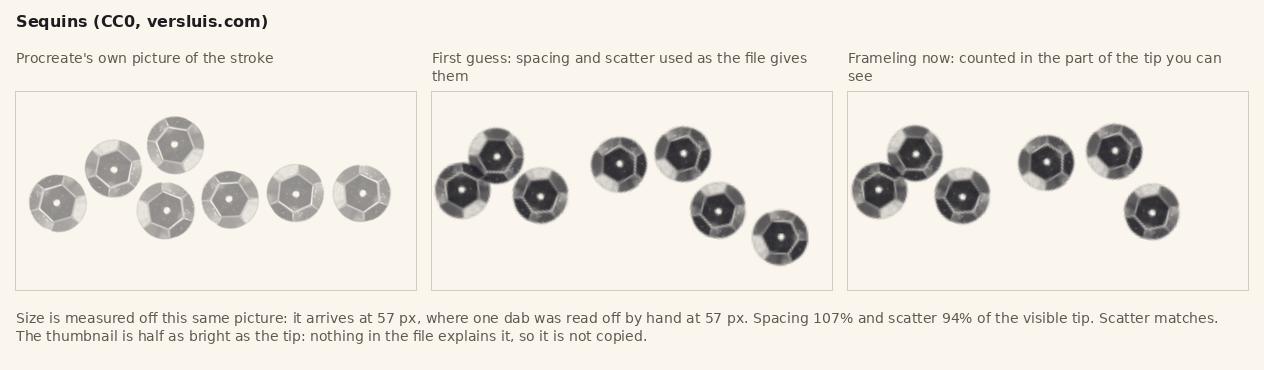 Sequins (CC0, versluis.com)
Procreate's own picture of the stroke
First guess: spacing and scatter used as the file gives
them
Frameling now: counted in the part of the tip you can
see
Size is measured off this same picture: it arrives at 57 px, where one dab was read off by hand at 57 px. Spacing 107% and scatter 94% of the visible tip. Scatter matches.
The thumbnail is half as bright as the tip: nothing in the file explains it, so it is not copied.